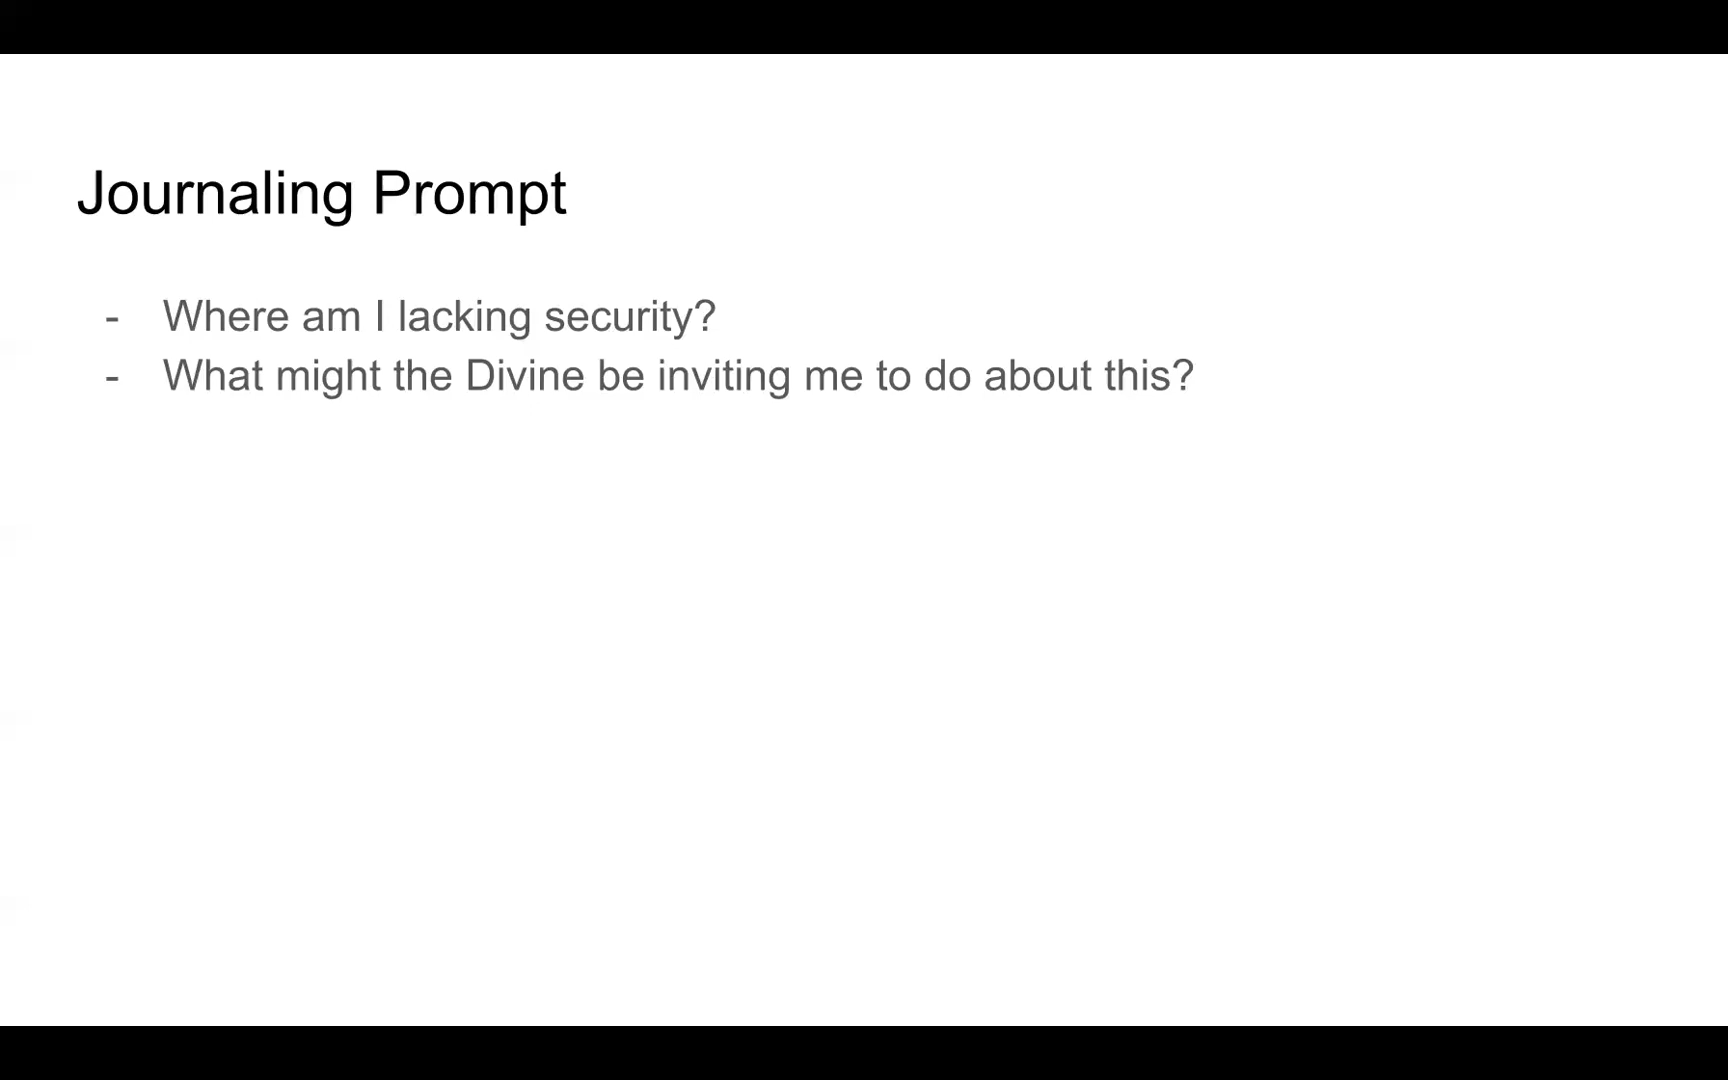 Journaling Prompt
- Where am I lacking security?
- What might the Divine be inviting me to do about this?